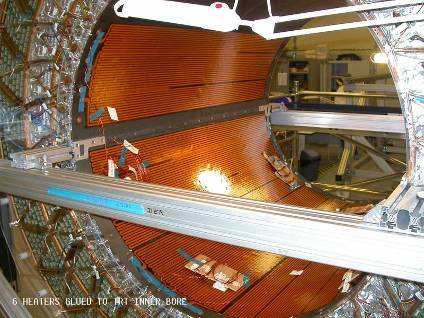 6 HEATERS GLUED TO TRT INNER BORE